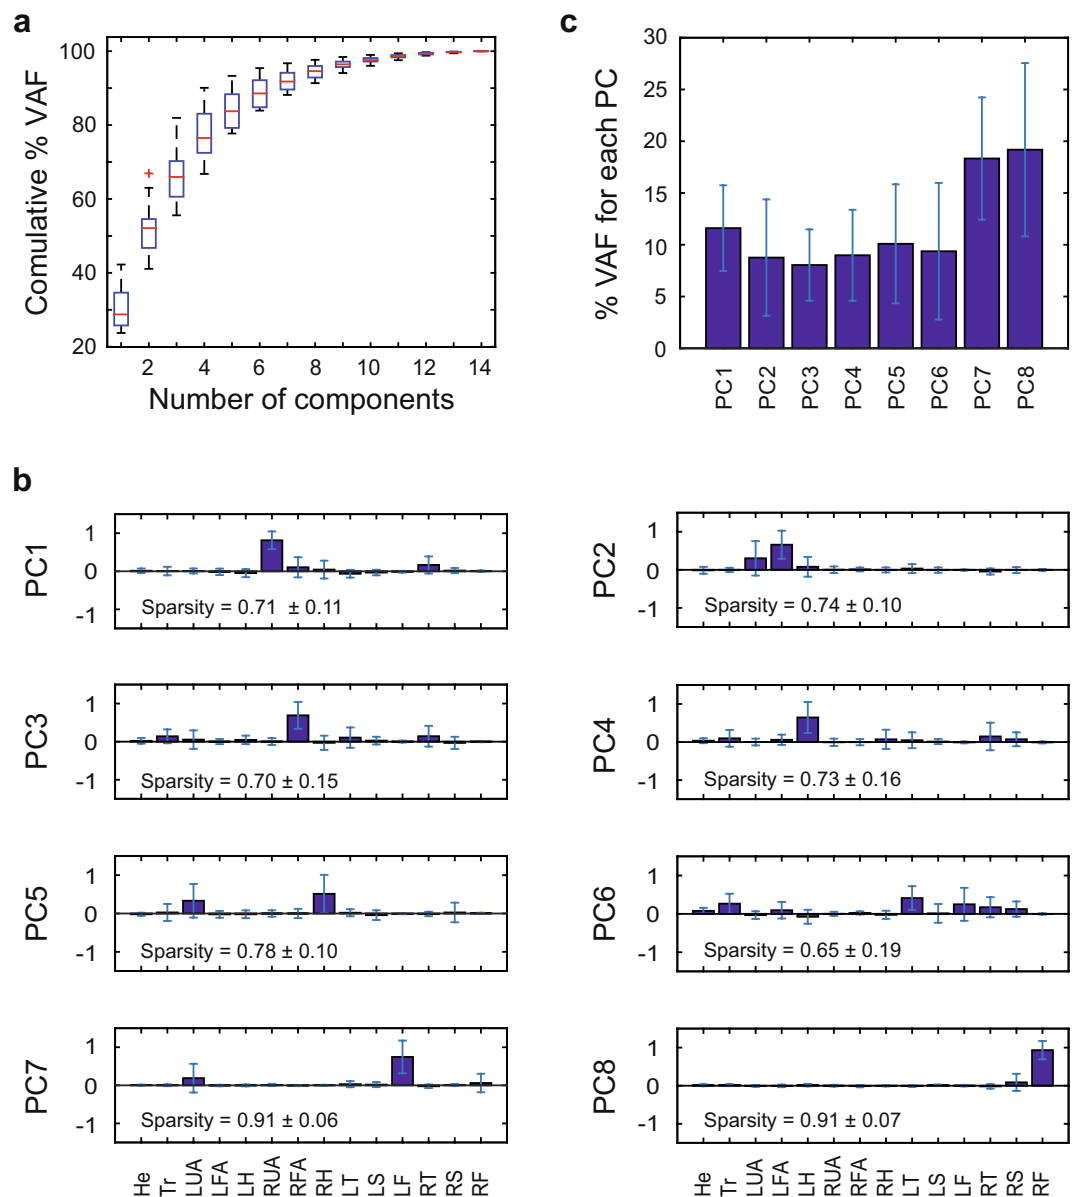 a
Comulative % VAF
100
80
60
40
20
2 4 6 8 10 12 14
Number of components
c
% VAF for each PC
30
25
20
15
10
5
0
PC1 PC2 PC3 PC4 PC5 PC6 PC7 PC8
b
PC1
1
0
-1
Sparsity = 0.71 ± 0.11
PC2
1
0
-1
Sparsity = 0.74 ± 0.10
PC3
1
0
-1
Sparsity = 0.70 ± 0.15
PC4
1
0
-1
Sparsity = 0.73 ± 0.16
PC5
1
0
-1
Sparsity = 0.78 ± 0.10
PC6
1
0
-1
Sparsity = 0.65 ± 0.19
PC7
1
0
-1
Sparsity = 0.91 ± 0.06
PC8
1
0
-1
Sparsity = 0.91 ± 0.07
He Tr LUA LFA LH RUA RFA RH LT LS LF RT RS RF
He Tr LUA LFA LH RUA RFA RH LT LS LF RT RS RF